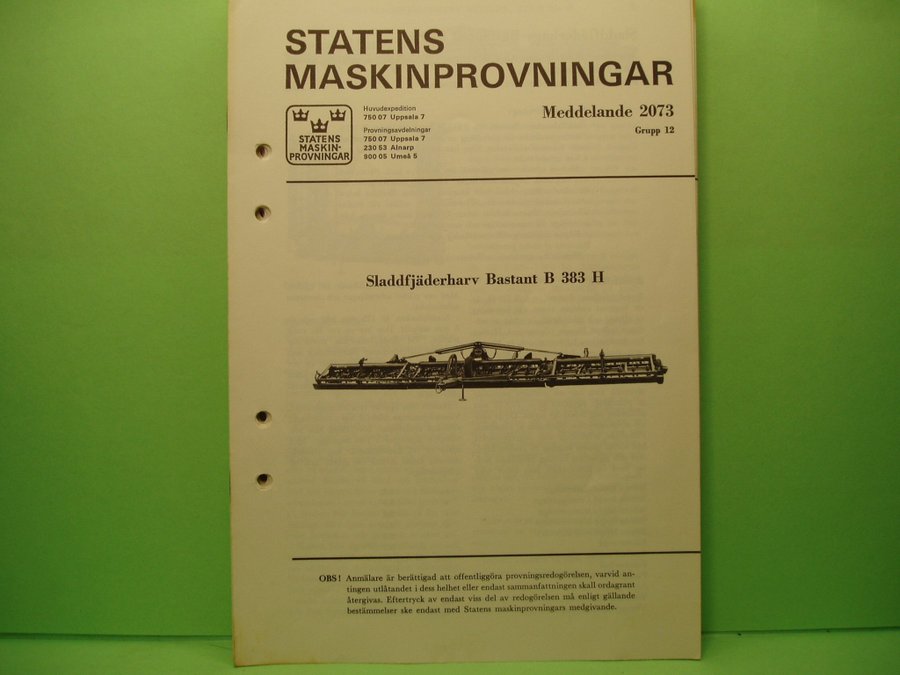 STATENS
MASKINPROVNINGAR
STATENS
MASKIN-
PROVNINGAR
Huvudexpedition
750 07 Uppsala 7
Provningsavdelningar
750 07 Uppsala 7
230 53 Alnarp
900 05 Umeå 5
Meddelande 2073
Grupp 12
Sladdfjäderharv Bastant B 383 H
OBS! Anmälare är berättigad att offentliggöra provningsredogörelsen, varvid an-
tingen utlåtandet i dess helhet eller endast sammanfattningen skall ordagrant
återgivas. Eftertryck av endast viss del av redogörelsen må enligt gällande
bestämmelser ske endast med Statens maskinprovningars medgivande.